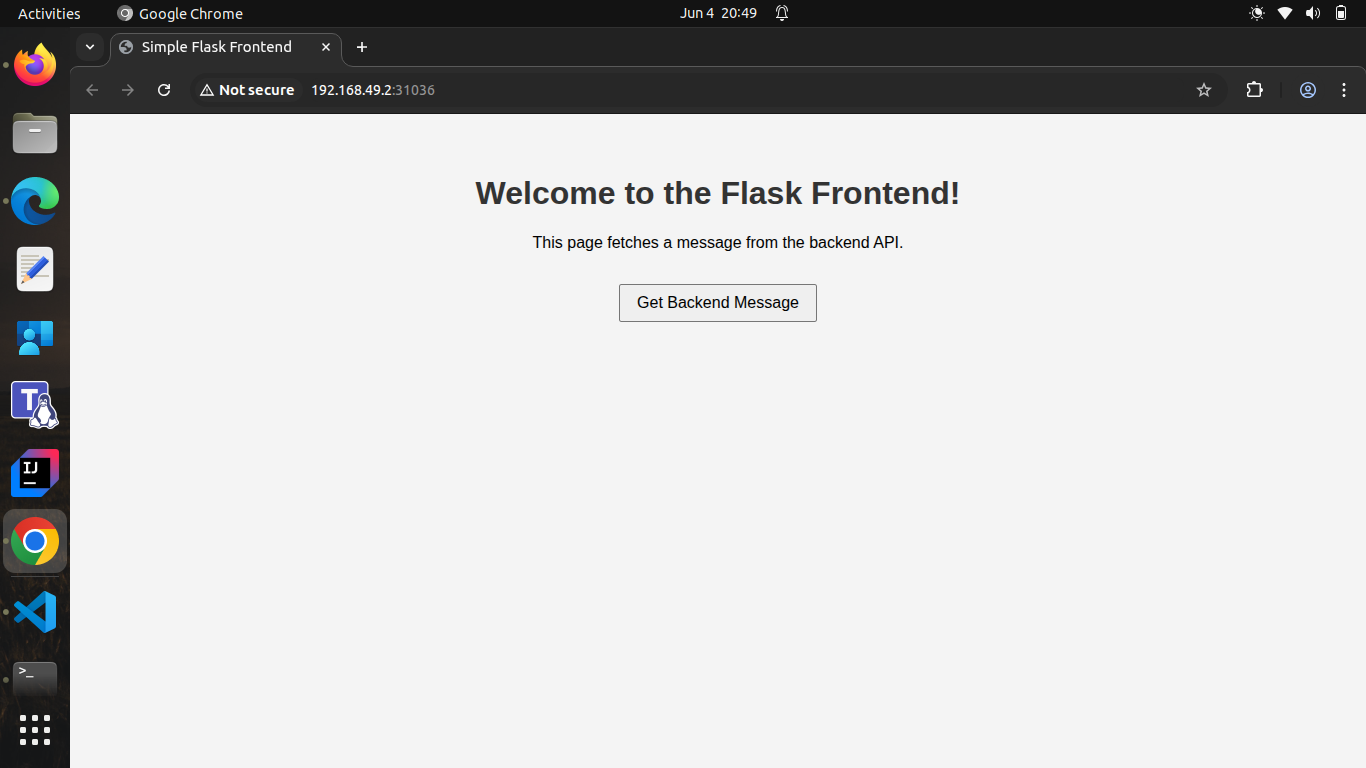 Activities
Google Chrome
Jun 4 20:49
Simple Flask Frontend
Not secure
192.168.49.2:31036
Welcome to the Flask Frontend!
This page fetches a message from the backend API.
Get Backend Message
T
IJ
>_